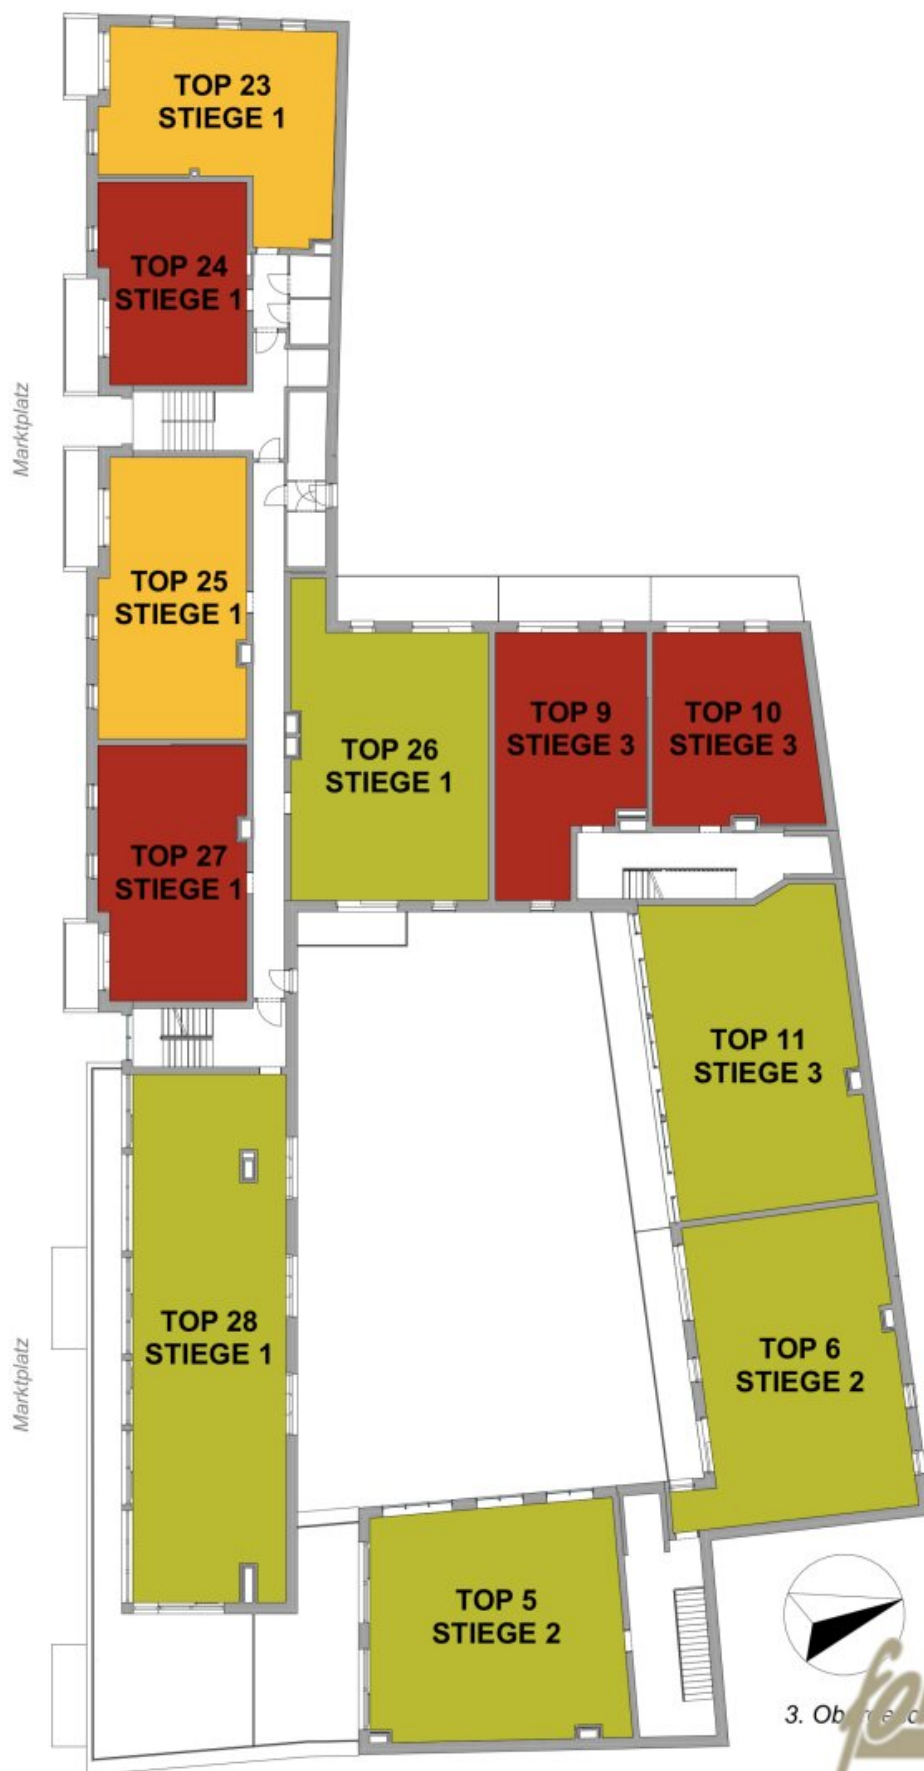 TOP 23
STIEGE 1
TOP 24
STIEGE 1
Marktplatz
TOP 25
STIEGE 1
TOP 26
STIEGE 1
TOP 9
STIEGE 3
TOP 10
STIEGE 3
TOP 27
STIEGE 1
TOP 11
STIEGE 3
TOP 28
STIEGE 1
Marktplatz
TOP 6
STIEGE 2
TOP 5
STIEGE 2
3.